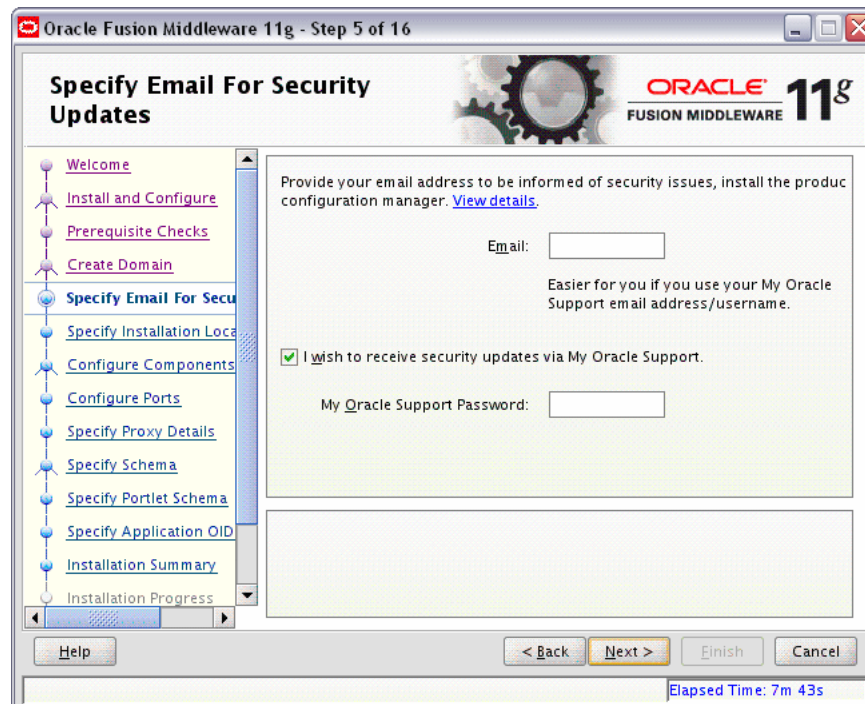 Oracle Fusion Middleware 11g - Step 5 of 16
Specify Email For Security
Updates
ORACLE
FUSION MIDDLEWARE 11g
Welcome
Install and Configure
Prerequisite Checks
Create Domain
Specify Email For Secu
Specify Installation Loca
Configure Components
Configure Ports
Specify Proxy Details
Specify Schema
Specify Portlet Schema
Specify Application OID
Installation Summary
Installation Progress
Provide your email address to be informed of security issues, install the produc
configuration manager. View details.
Email:
Easier for you if you use your My Oracle
Support email address/username.
I wish to receive security updates via My Oracle Support.
My Oracle Support Password:
Help
< Back
Next >
Finish
Cancel
Elapsed Time: 7m 43s